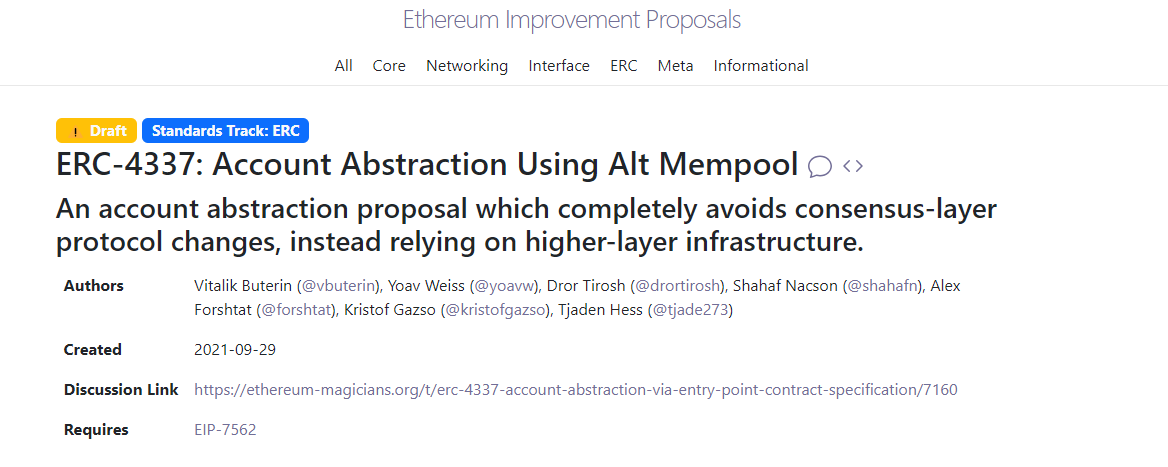 Ethereum Improvement Proposals
All Core Networking Interface ERC Meta Informational
! Draft Standards Track: ERC
ERC-4337: Account Abstraction Using Alt Mempool
An account abstraction proposal which completely avoids consensus-layer
protocol changes, instead relying on higher-layer infrastructure.
Authors Vitalik Buterin (@vbuterin), Yoav Weiss (@yoavw), Dror Tirosh (@drortirosh), Shahaf Nacson (@shahafn), Alex
Forshtat (@forshtat), Kristof Gazso (@kristofgazso), Tjaden Hess (@tjade273)
Created 2021-09-29
Discussion Link https://ethereum-magicians.org/t/erc-4337-account-abstraction-via-entry-point-contract-specification/7160
Requires EIP-7562